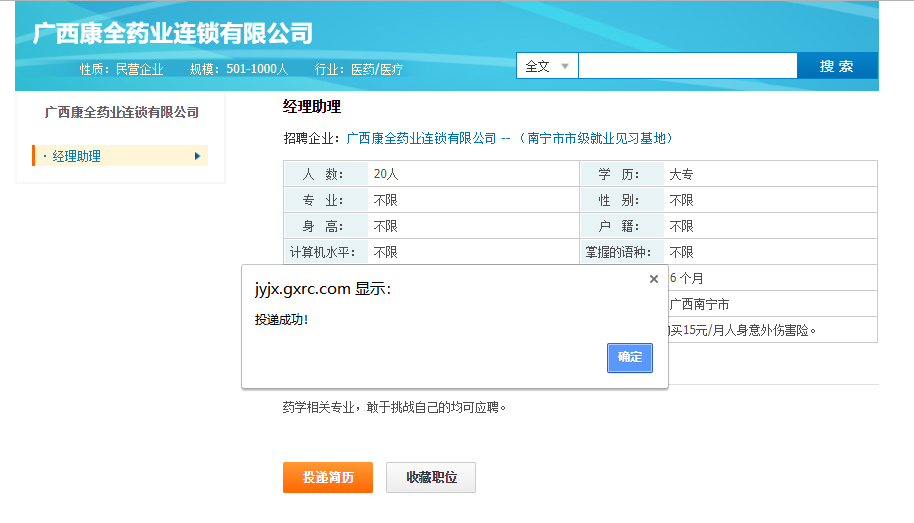 广西康全药业连锁有限公司
性质：民营企业 规模：501-1000人 行业：医药/医疗
全文 搜 索
广西康全药业连锁有限公司
· 经理助理
经理助理
招聘企业：广西康全药业连锁有限公司 -- （南宁市市级就业见习基地）
人 数： 20人 学 历： 大专
专 业： 不限 性 别： 不限
身 高： 不限 户 籍： 不限
计算机水平： 不限 掌握的语种： 不限
6 个月
广西南宁市
买15元/月人身意外伤害险。
jyjx.gxrc.com 显示：
投递成功！
确定
药学相关专业，敢于挑战自己的均可应聘。
投递简历 收藏职位